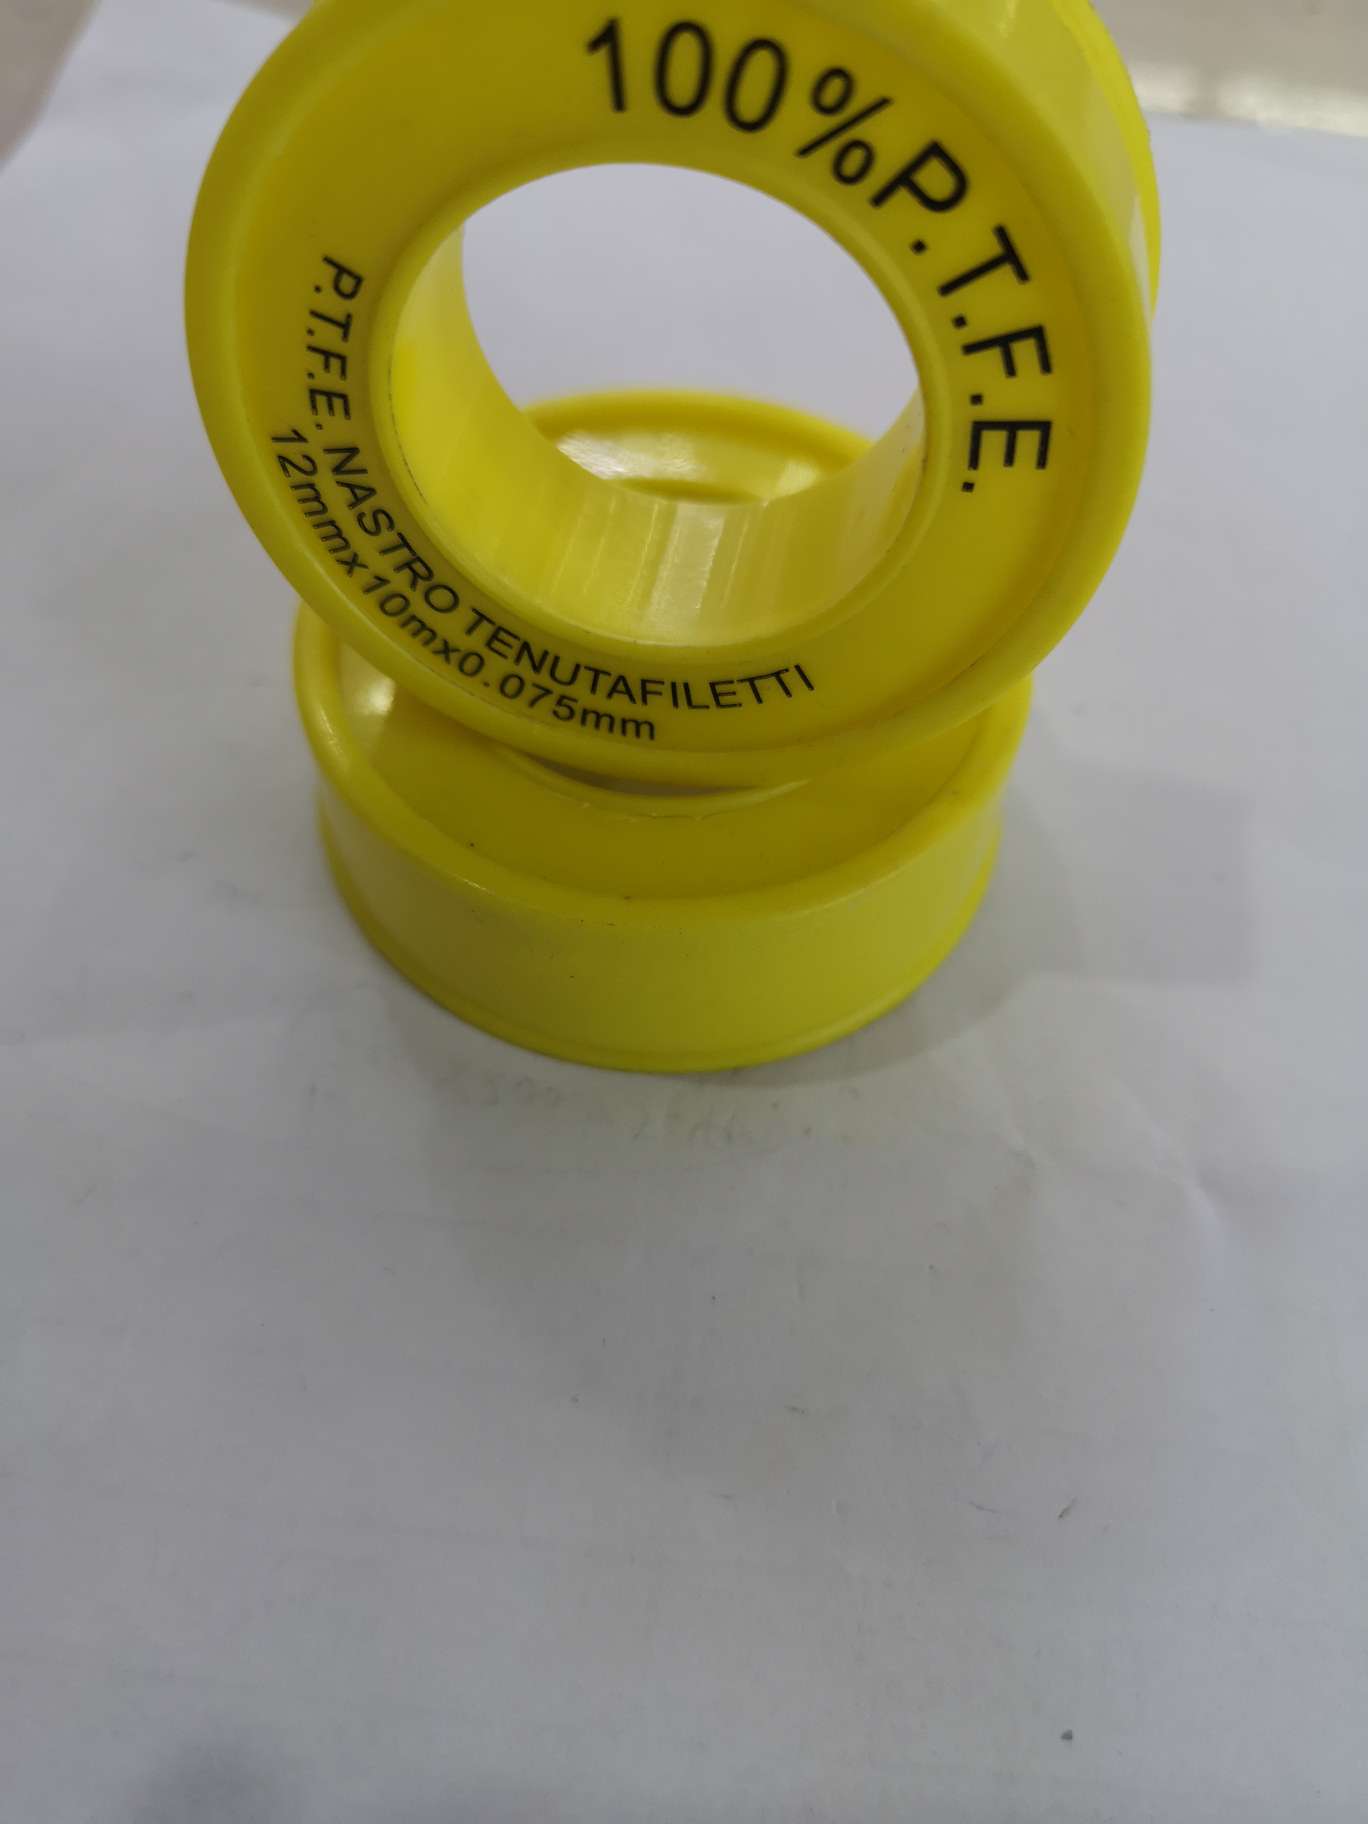 100%P.T.F.E.
P.T.F.E. NASTRO TENUTAFILETTI
12mmx10mx0.075mm